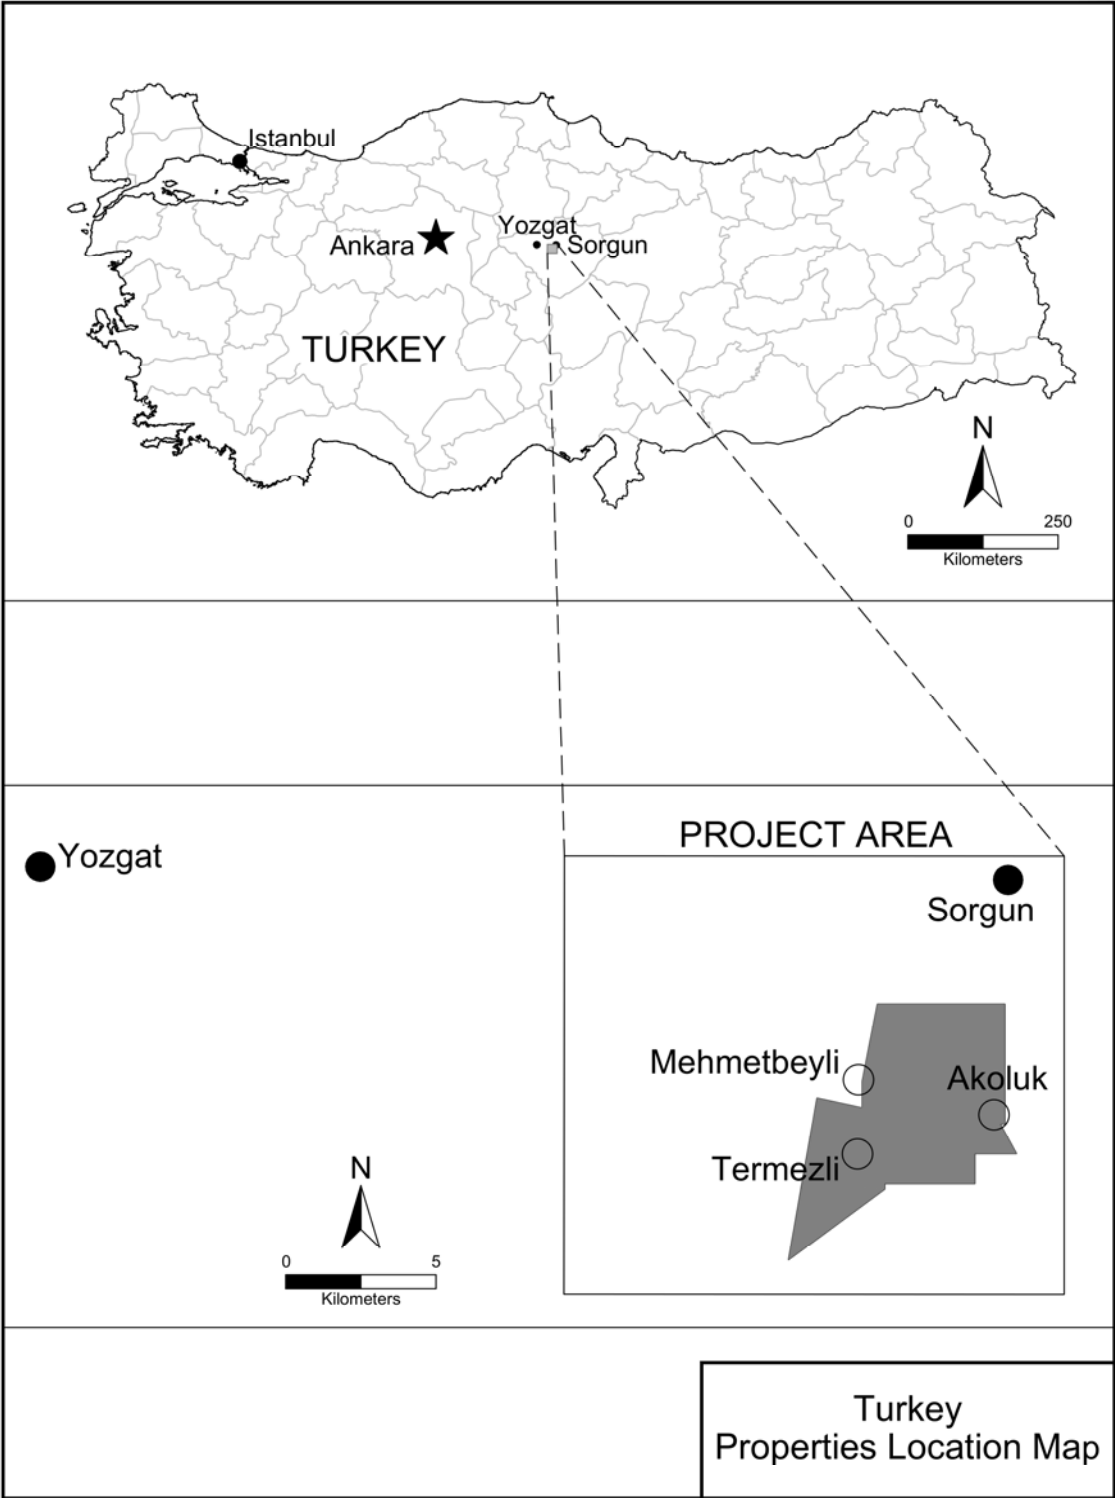 Istanbul
Yozgat
Ankara
Sorgun
TURKEY
N
0 250
Kilometers
PROJECT AREA
Yozgat
Sorgun
Mehmetbeyli
Akoluk
Termezli
N
0 5
Kilometers
Turkey
Properties Location Map